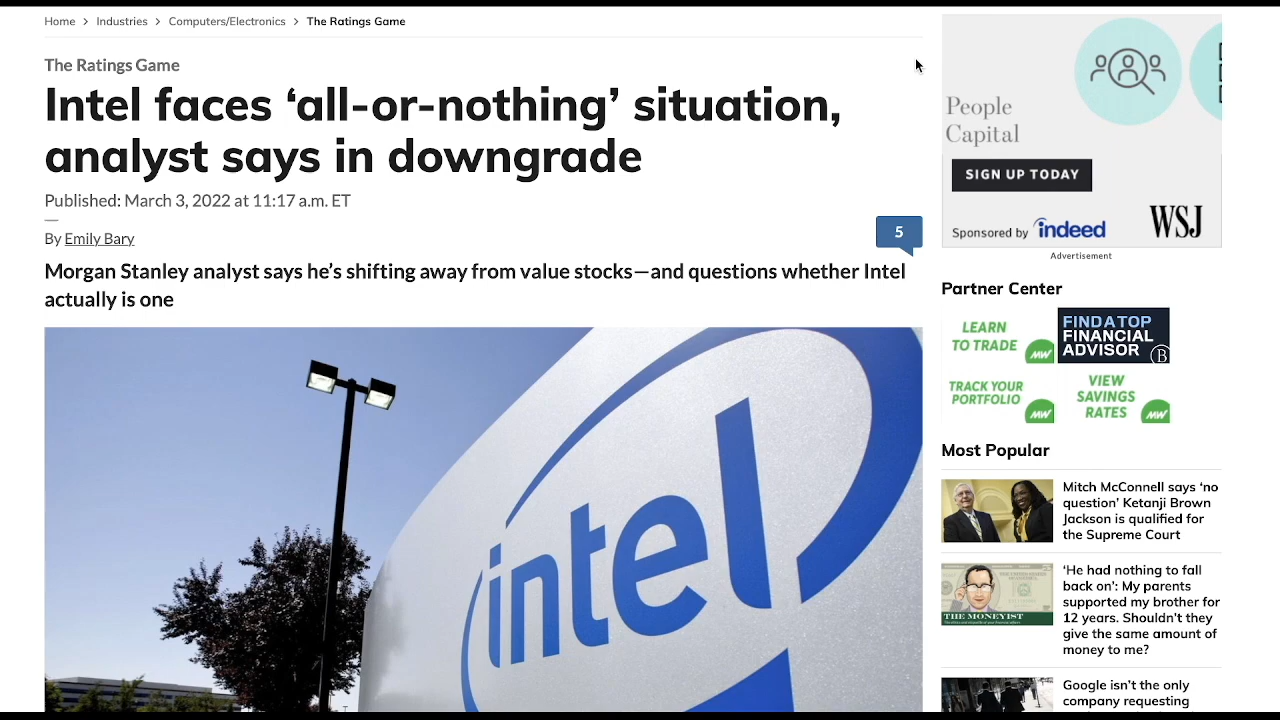 Home > Industries > Computers/Electronics > The Ratings Game
The Ratings Game
Intel faces ‘all-or-nothing’ situation,
analyst says in downgrade
Published: March 3, 2022 at 11:17 a.m. ET
By Emily Bary
5
Morgan Stanley analyst says he’s shifting away from value stocks—and questions whether Intel
actually is one
intel
People
Capital
SIGN UP TODAY
Sponsored by indeed
WSJ
Advertisement
Partner Center
LEARN
TO TRADE
MW
FIND A TOP
FINANCIAL
ADVISOR
B
TRACK YOUR
PORTFOLIO
MW
VIEW
SAVINGS
RATES
MW
Most Popular
Mitch McConnell says ‘no
question’ Ketanji Brown
Jackson is qualified for
the Supreme Court
THE MONEYIST
‘He had nothing to fall
back on’: My parents
supported my brother for
12 years. Shouldn’t they
give the same amount of
money to me?
Google isn’t the only
company requesting